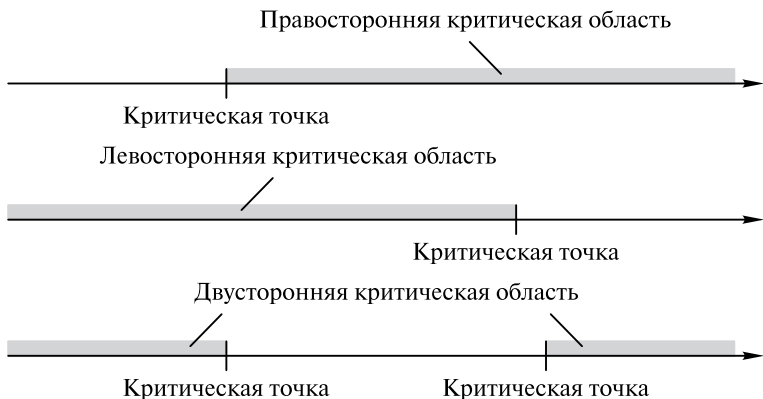 Правосторонняя критическая область
Критическая точка
Левосторонняя критическая область
Критическая точка
Двусторонняя критическая область
Критическая точка Критическая точка